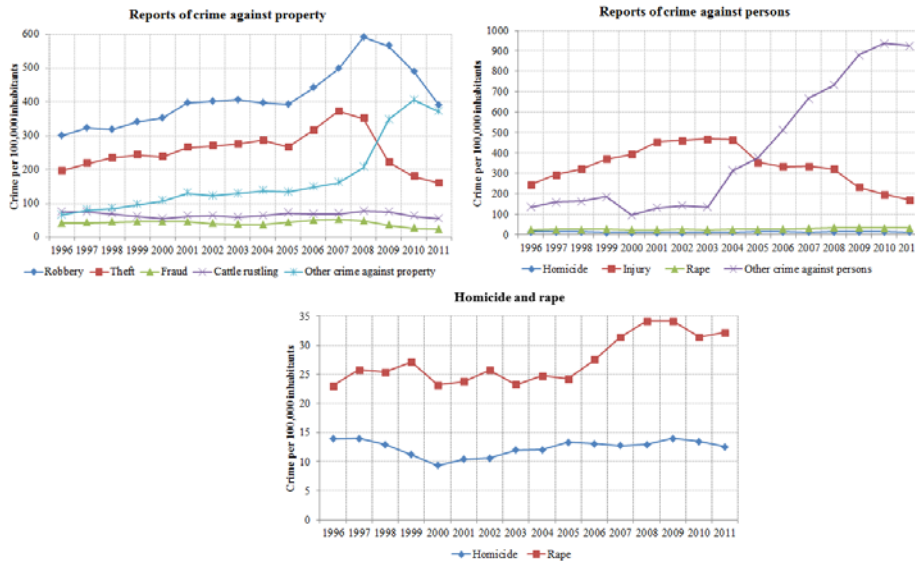 Reports of crime against property
Crime per 100,000 inhabitants
600
500
400
300
200
100
0
1996 1997 1998 1999 2000 2001 2002 2003 2004 2005 2006 2007 2008 2009 2010 2011
Robbery Theft Fraud Cattle rustling Other crime against property
Reports of crime against persons
Crime per 100,000 inhabitants
1000
900
800
700
600
500
400
300
200
100
0
1996 1997 1998 1999 2000 2001 2002 2003 2004 2005 2006 2007 2008 2009 2010 201
Homicide Injury Rape Other crime against persons
Homicide and rape
Crime per 100,000 inhabitants
35
30
25
20
15
10
5
0
1996 1997 1998 1999 2000 2001 2002 2003 2004 2005 2006 2007 2008 2009 2010 2011
Homicide Rape